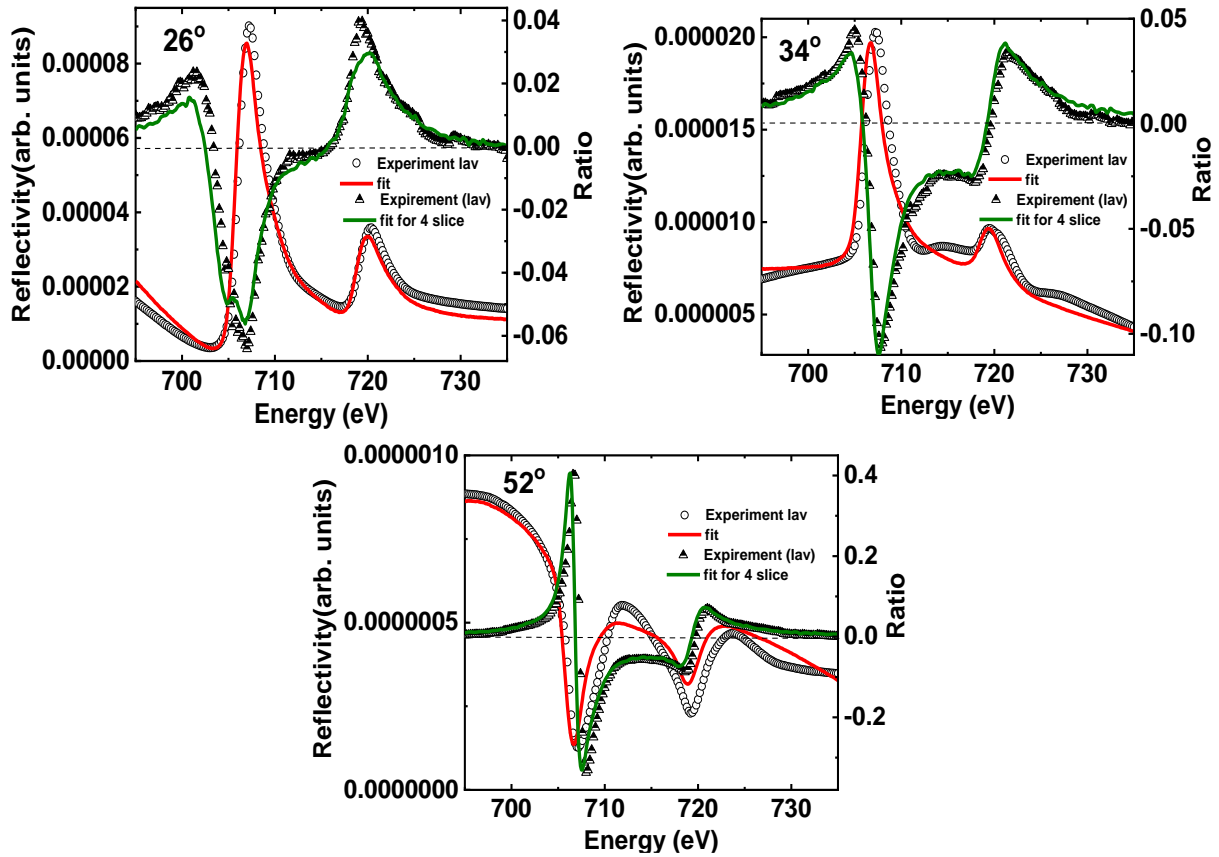 26°
Reflectivity(arb. units)
0.00008
0.00006
0.00004
0.00002
0.00000
0.04
0.02
0.00
-0.02
-0.04
-0.06
Ratio
Experiment Iav
fit
Expirement (Iav)
fit for 4 slice
700 710 720 730
Energy (eV)
34°
Reflectivity(arb. units)
0.000020
0.000015
0.000010
0.000005
0.05
0.00
-0.05
-0.10
Ratio
Experiment Iav
fit
Expirement (Iav)
fit for 4 slice
700 710 720 730
Energy (eV)
52°
Reflectivity(arb. units)
0.0000010
0.0000005
0.0000000
0.4
0.2
0.0
-0.2
Ratio
Experiment Iav
fit
Expirement (Iav)
fit for 4 slice
700 710 720 730
Energy (eV)